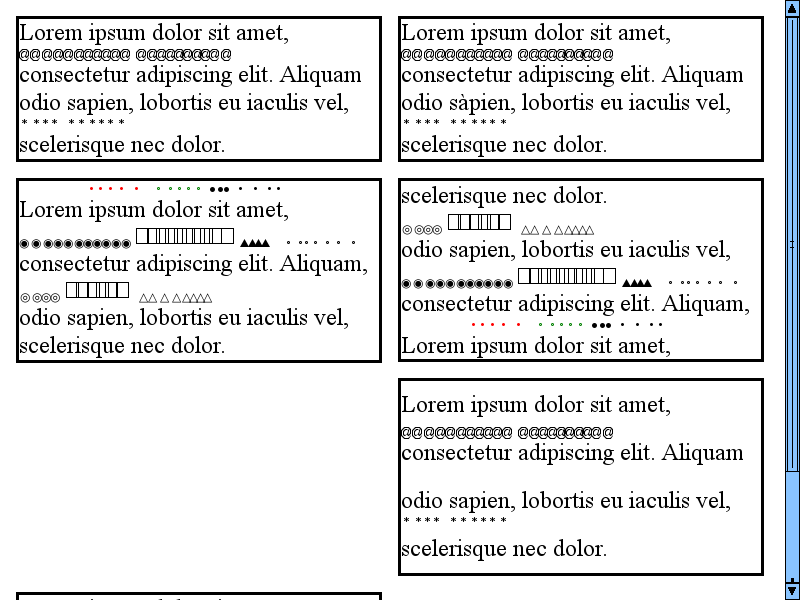 Lorem ipsum dolor sit amet,
@@@@@@@@@@@ @@@@@@@@@@
consectetur adipiscing elit. Aliquam
odio sapien, lobortis eu iaculis vel,
* *** ******
scelerisque nec dolor.
Lorem ipsum dolor sit amet,
@@@@@@@@@@@ @@@@@@@@@@
consectetur adipiscing elit. Aliquam
odio sàpien, lobortis eu iaculis vel,
* *** ******
scelerisque nec dolor.
Lorem ipsum dolor sit amet,
consectetur adipiscing elit. Aliquam,
odio sapien, lobortis eu iaculis vel,
scelerisque nec dolor.
scelerisque nec dolor.
odio sapien, lobortis eu iaculis vel,
consectetur adipiscing elit. Aliquam,
Lorem ipsum dolor sit amet,
Lorem ipsum dolor sit amet,
@@@@@@@@@@@ @@@@@@@@@@
consectetur adipiscing elit. Aliquam
odio sapien, lobortis eu iaculis vel,
* *** ******
scelerisque nec dolor.